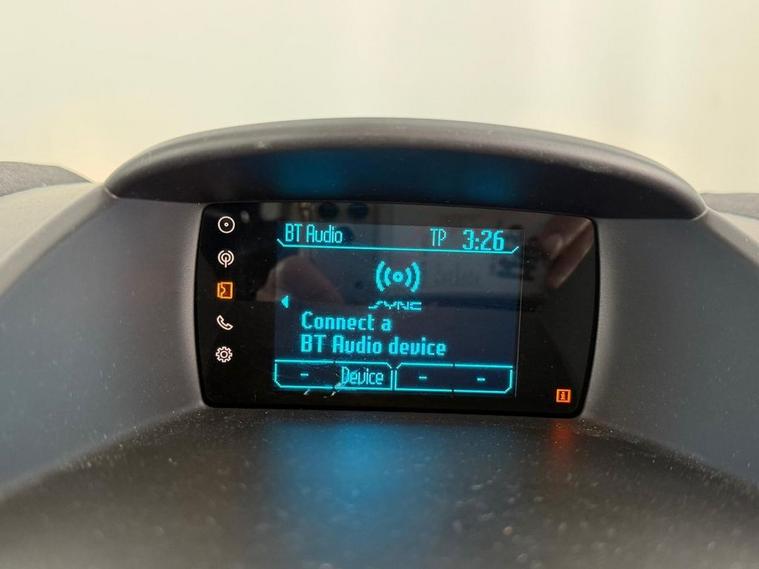 BT Audio TP 3:26
SYNC
Connect a
BT Audio device
- Device - -